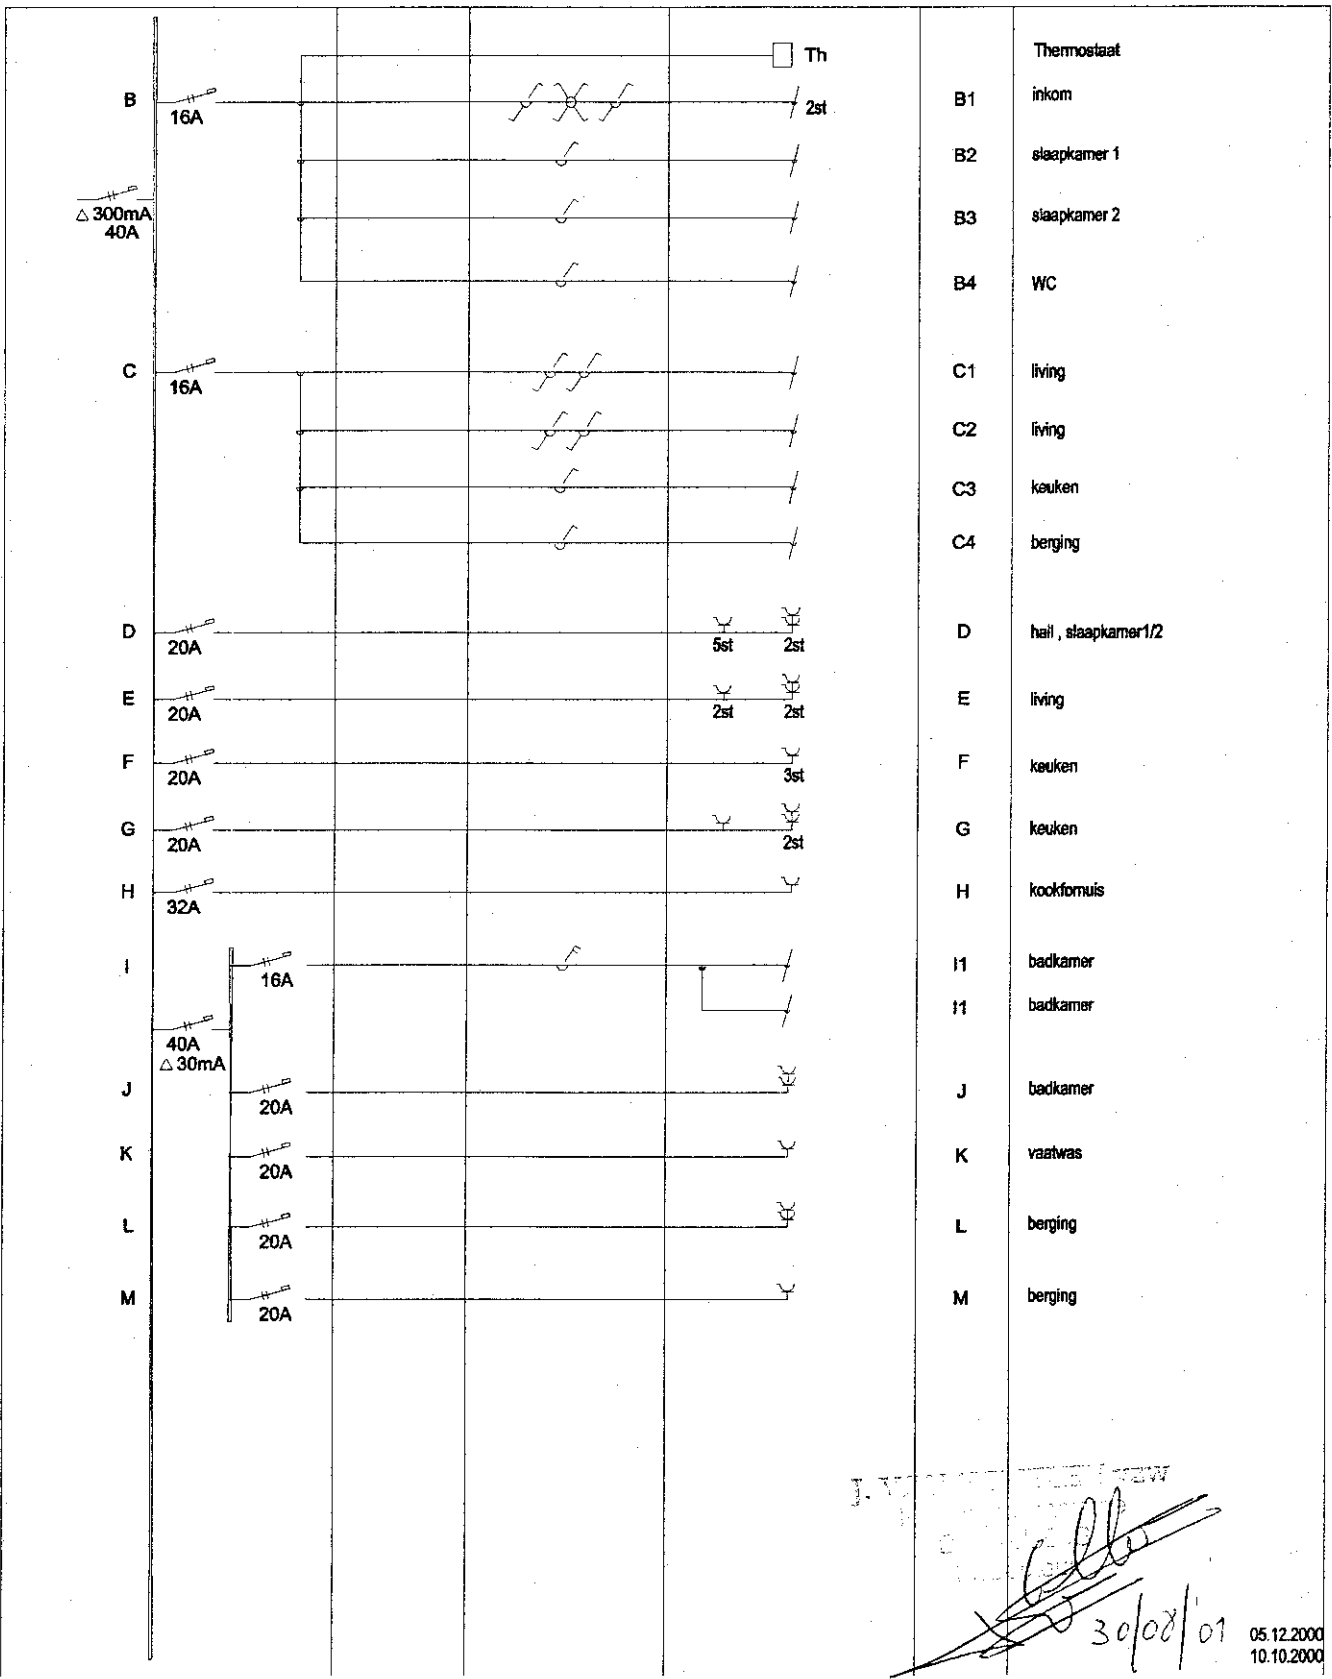 Th Thermostaat
B 16A 2st B1 inkom
B2 slaapkamer 1
△ 300mA B3 slaapkamer 2
40A
B4 WC
C 16A C1 living
C2 living
C3 keuken
C4 berging
D 20A 5st 2st D hall , slaapkamer1/2
E 20A 2st 2st E living
F 20A 3st F keuken
G 20A 2st G keuken
H 32A H kookfornuis
I 16A I1 badkamer
I1 badkamer
40A
△ 30mA
J 20A J badkamer
K 20A K vaatwas
L 20A L berging
M 20A M berging
30/08/'01
05.12.2000
10.10.2000